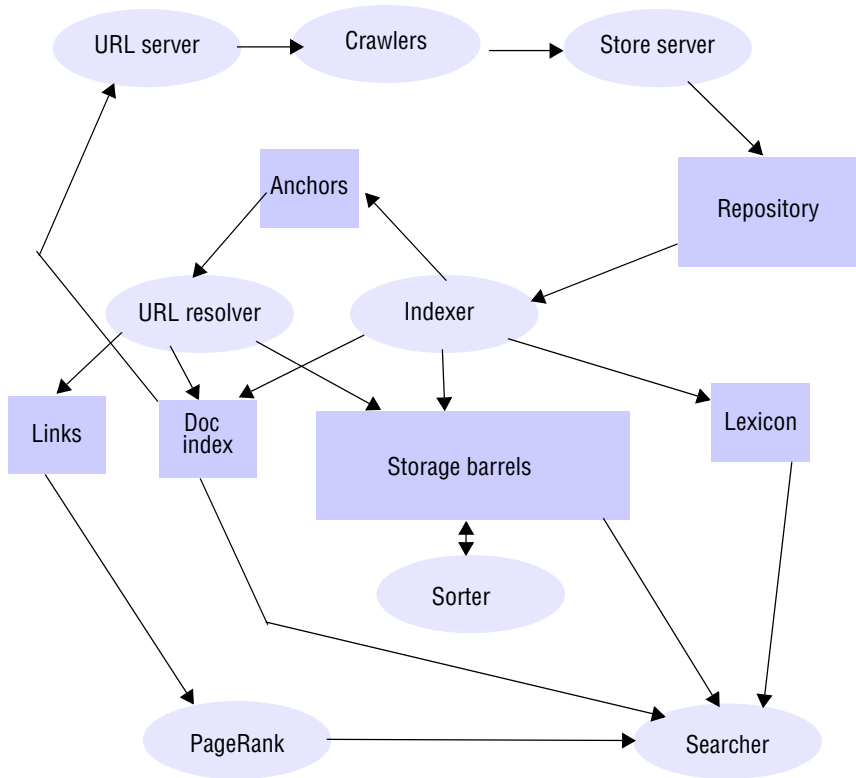 URL server
Crawlers
Store server
Anchors
Repository
URL resolver
Indexer
Links
Doc
index
Storage barrels
Lexicon
Sorter
PageRank
Searcher